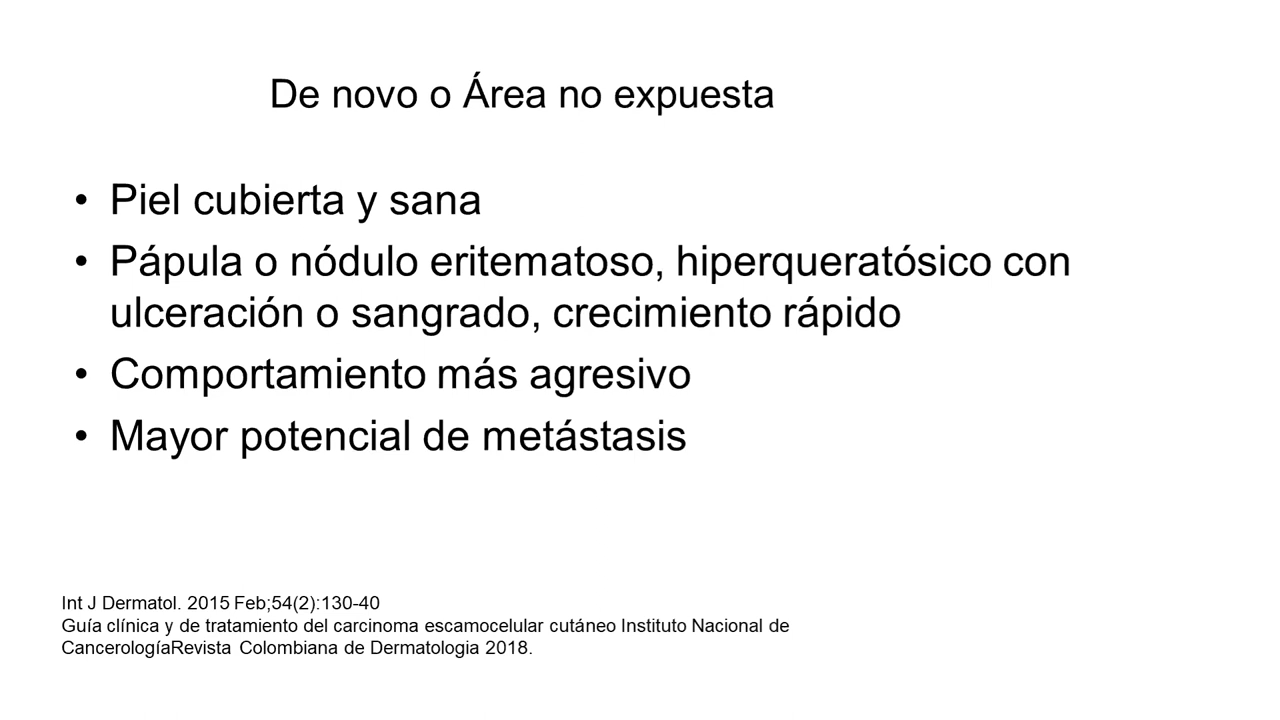 De novo o Área no expuesta
• Piel cubierta y sana
• Pápula o nódulo eritematoso, hiperqueratósico con
ulceración o sangrado, crecimiento rápido
• Comportamiento más agresivo
• Mayor potencial de metástasis
Int J Dermatol. 2015 Feb;54(2):130-40
Guía clínica y de tratamiento del carcinoma escamocelular cutáneo Instituto Nacional de
CancerologíaRevista Colombiana de Dermatologia 2018.